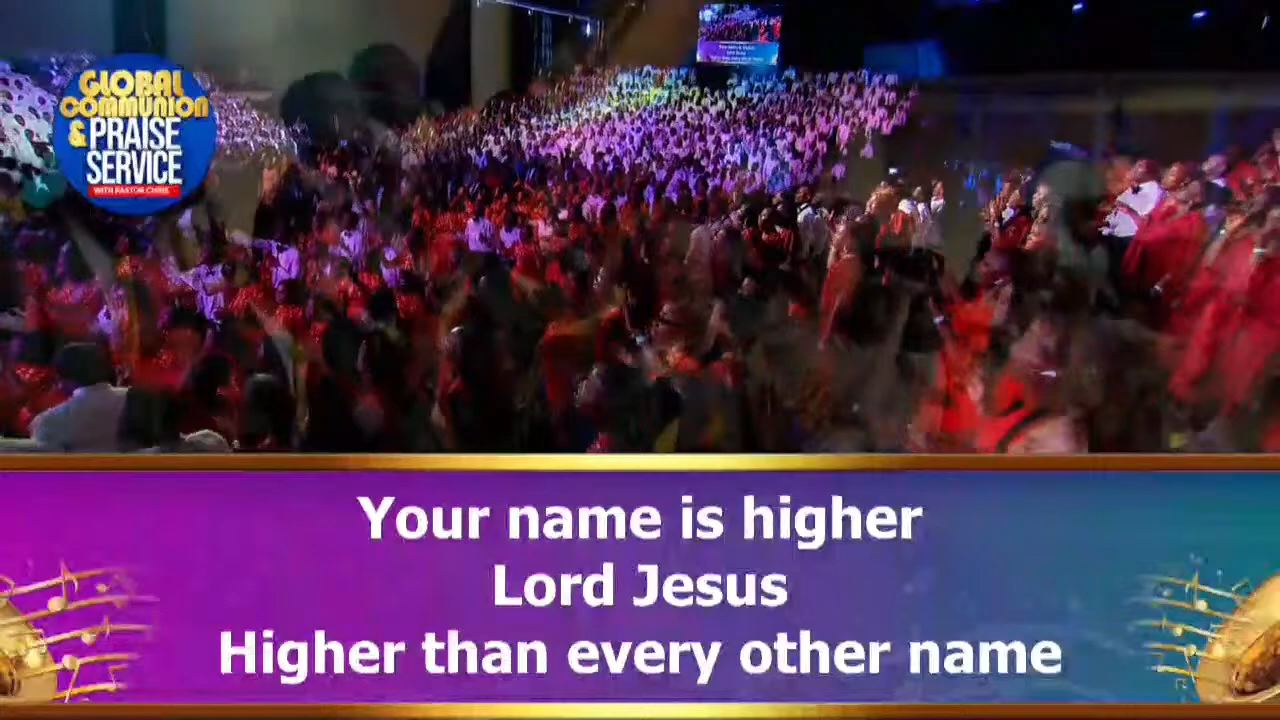 GLOBAL
COMMUNION
& PRAISE
SERVICE
WITH PASTOR CHRIS
Your name is higher
Lord Jesus
Higher than every other name